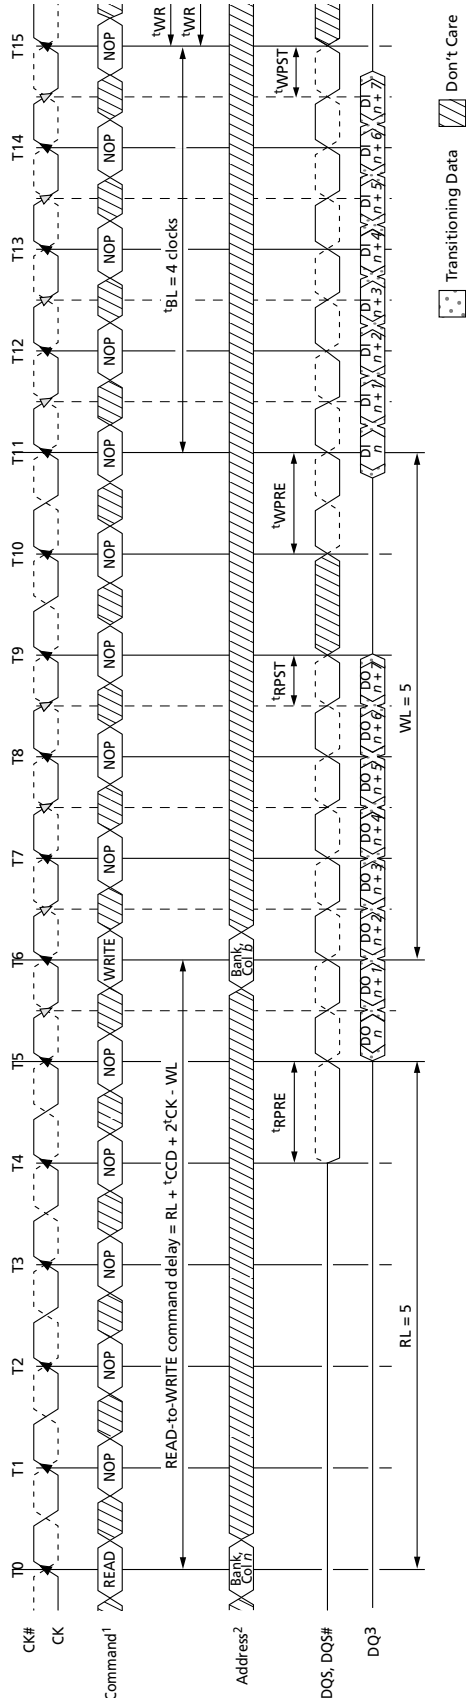 T0 T1 T2 T3 T4 T5 T6 T7 T8 T9 T10 T11 T12 T13 T14 T15
CK#
CK
Command1 READ NOP NOP NOP NOP NOP WRITE NOP NOP NOP NOP NOP NOP NOP NOP NOP
tWR
READ-to-WRITE command delay = RL + tCCD + 2tCK - WL
tBL = 4 clocks
tWR
Address2 Bank, Col n Bank, Col b
tRPRE tRPST tWPRE tWPST
DQS, DQS#
DQ3 DO n DO n + 1 DO n + 2 DO n + 3 DO n + 4 DO n + 5 DO n + 6 DO n + 7 DI n DI n + 1 DI n + 2 DI n + 3 DI n + 4 DI n + 5 DI n + 6 DI n + 7
RL = 5 WL = 5
Transitioning Data Don't Care